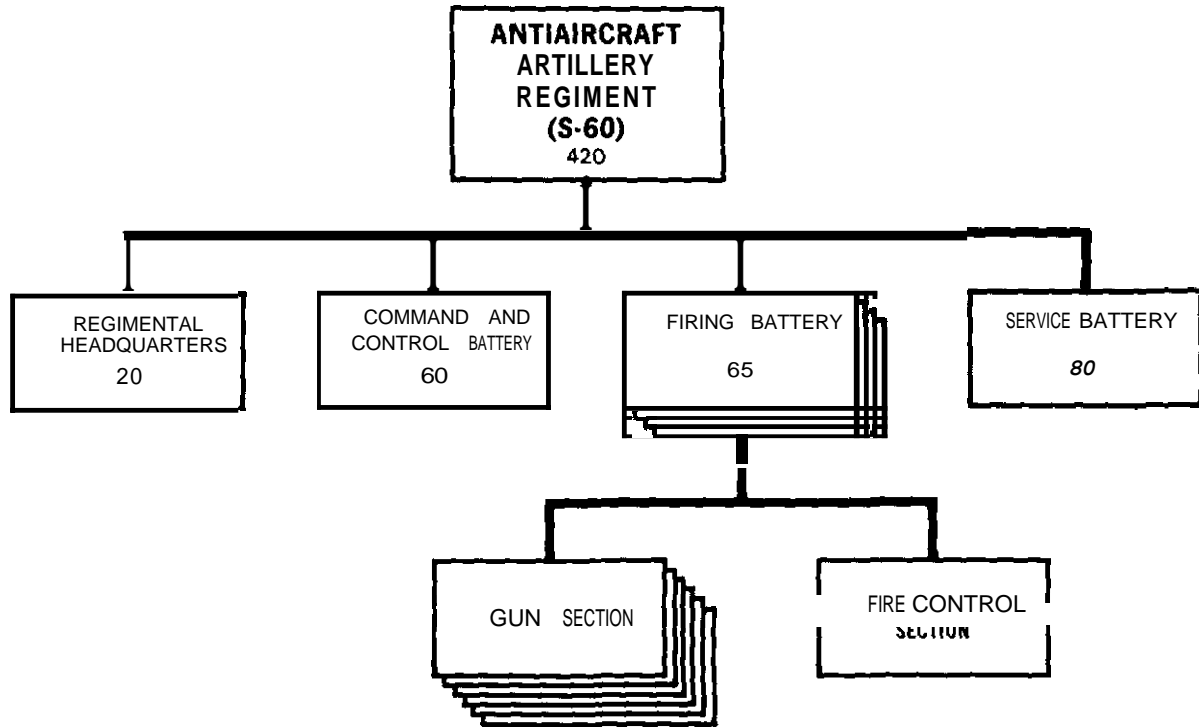 ANTIAIRCRAFT
ARTILLERY
REGIMENT
(S-60)
420
REGIMENTAL
HEADQUARTERS
20
COMMAND AND
CONTROL BATTERY
60
FIRING BATTERY
65
SERVICE BATTERY
80
GUN SECTION
FIRE CONTROL
SECTION